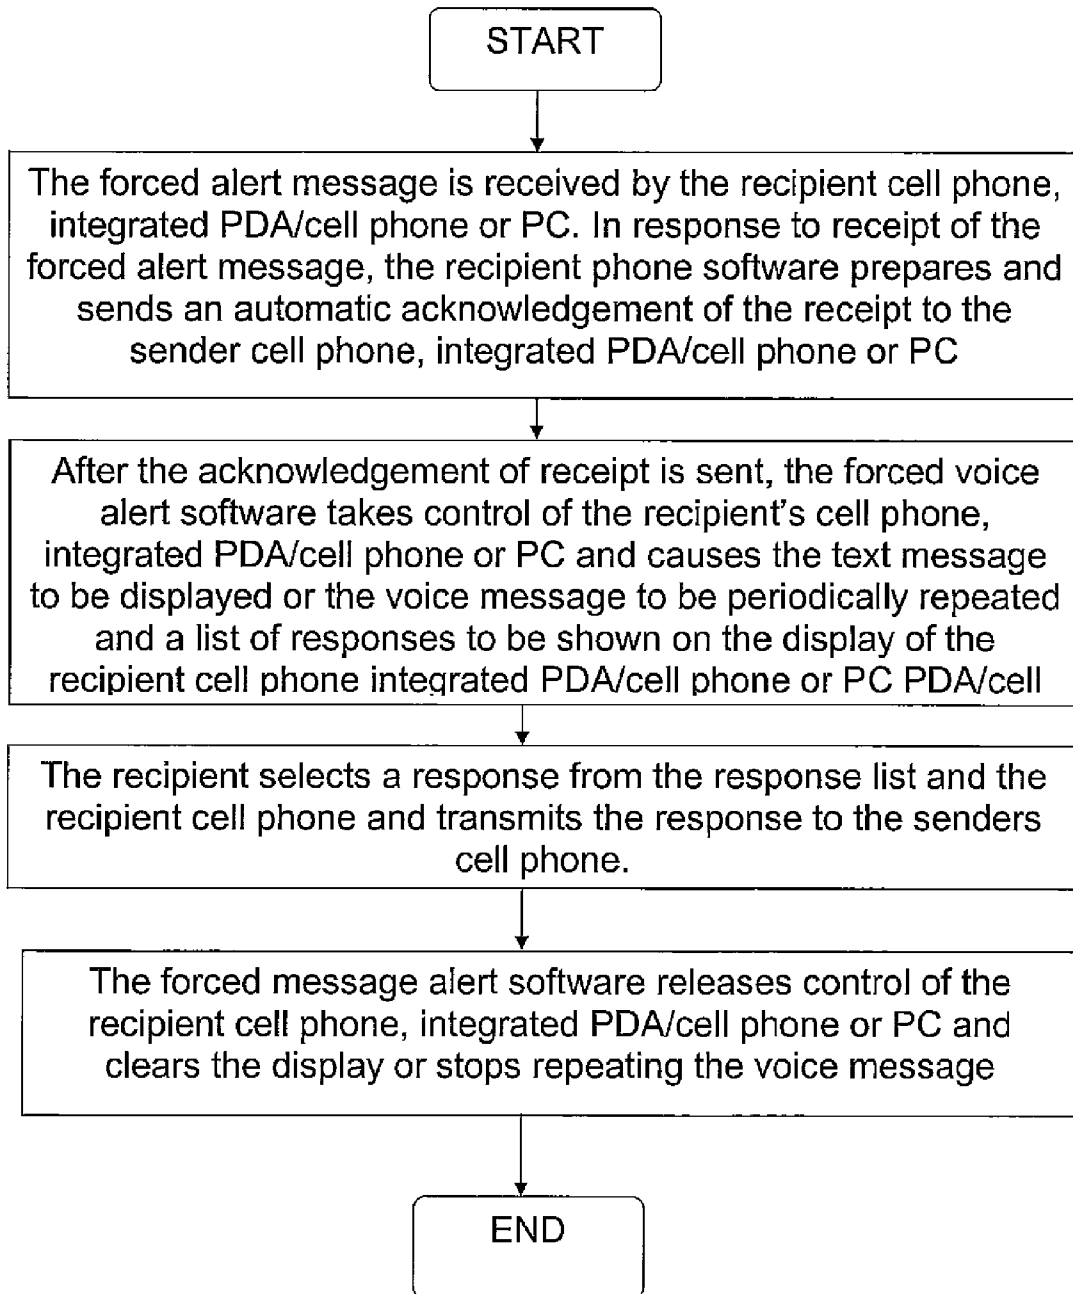 START
The forced alert message is received by the recipient cell phone,
integrated PDA/cell phone or PC. In response to receipt of the
forced alert message, the recipient phone software prepares and
sends an automatic acknowledgement of the receipt to the
sender cell phone, integrated PDA/cell phone or PC
After the acknowledgement of receipt is sent, the forced voice
alert software takes control of the recipient's cell phone,
integrated PDA/cell phone or PC and causes the text message
to be displayed or the voice message to be periodically repeated
and a list of responses to be shown on the display of the
recipient cell phone integrated PDA/cell phone or PC PDA/cell
The recipient selects a response from the response list and the
recipient cell phone and transmits the response to the senders
cell phone.
The forced message alert software releases control of the
recipient cell phone, integrated PDA/cell phone or PC and
clears the display or stops repeating the voice message
END